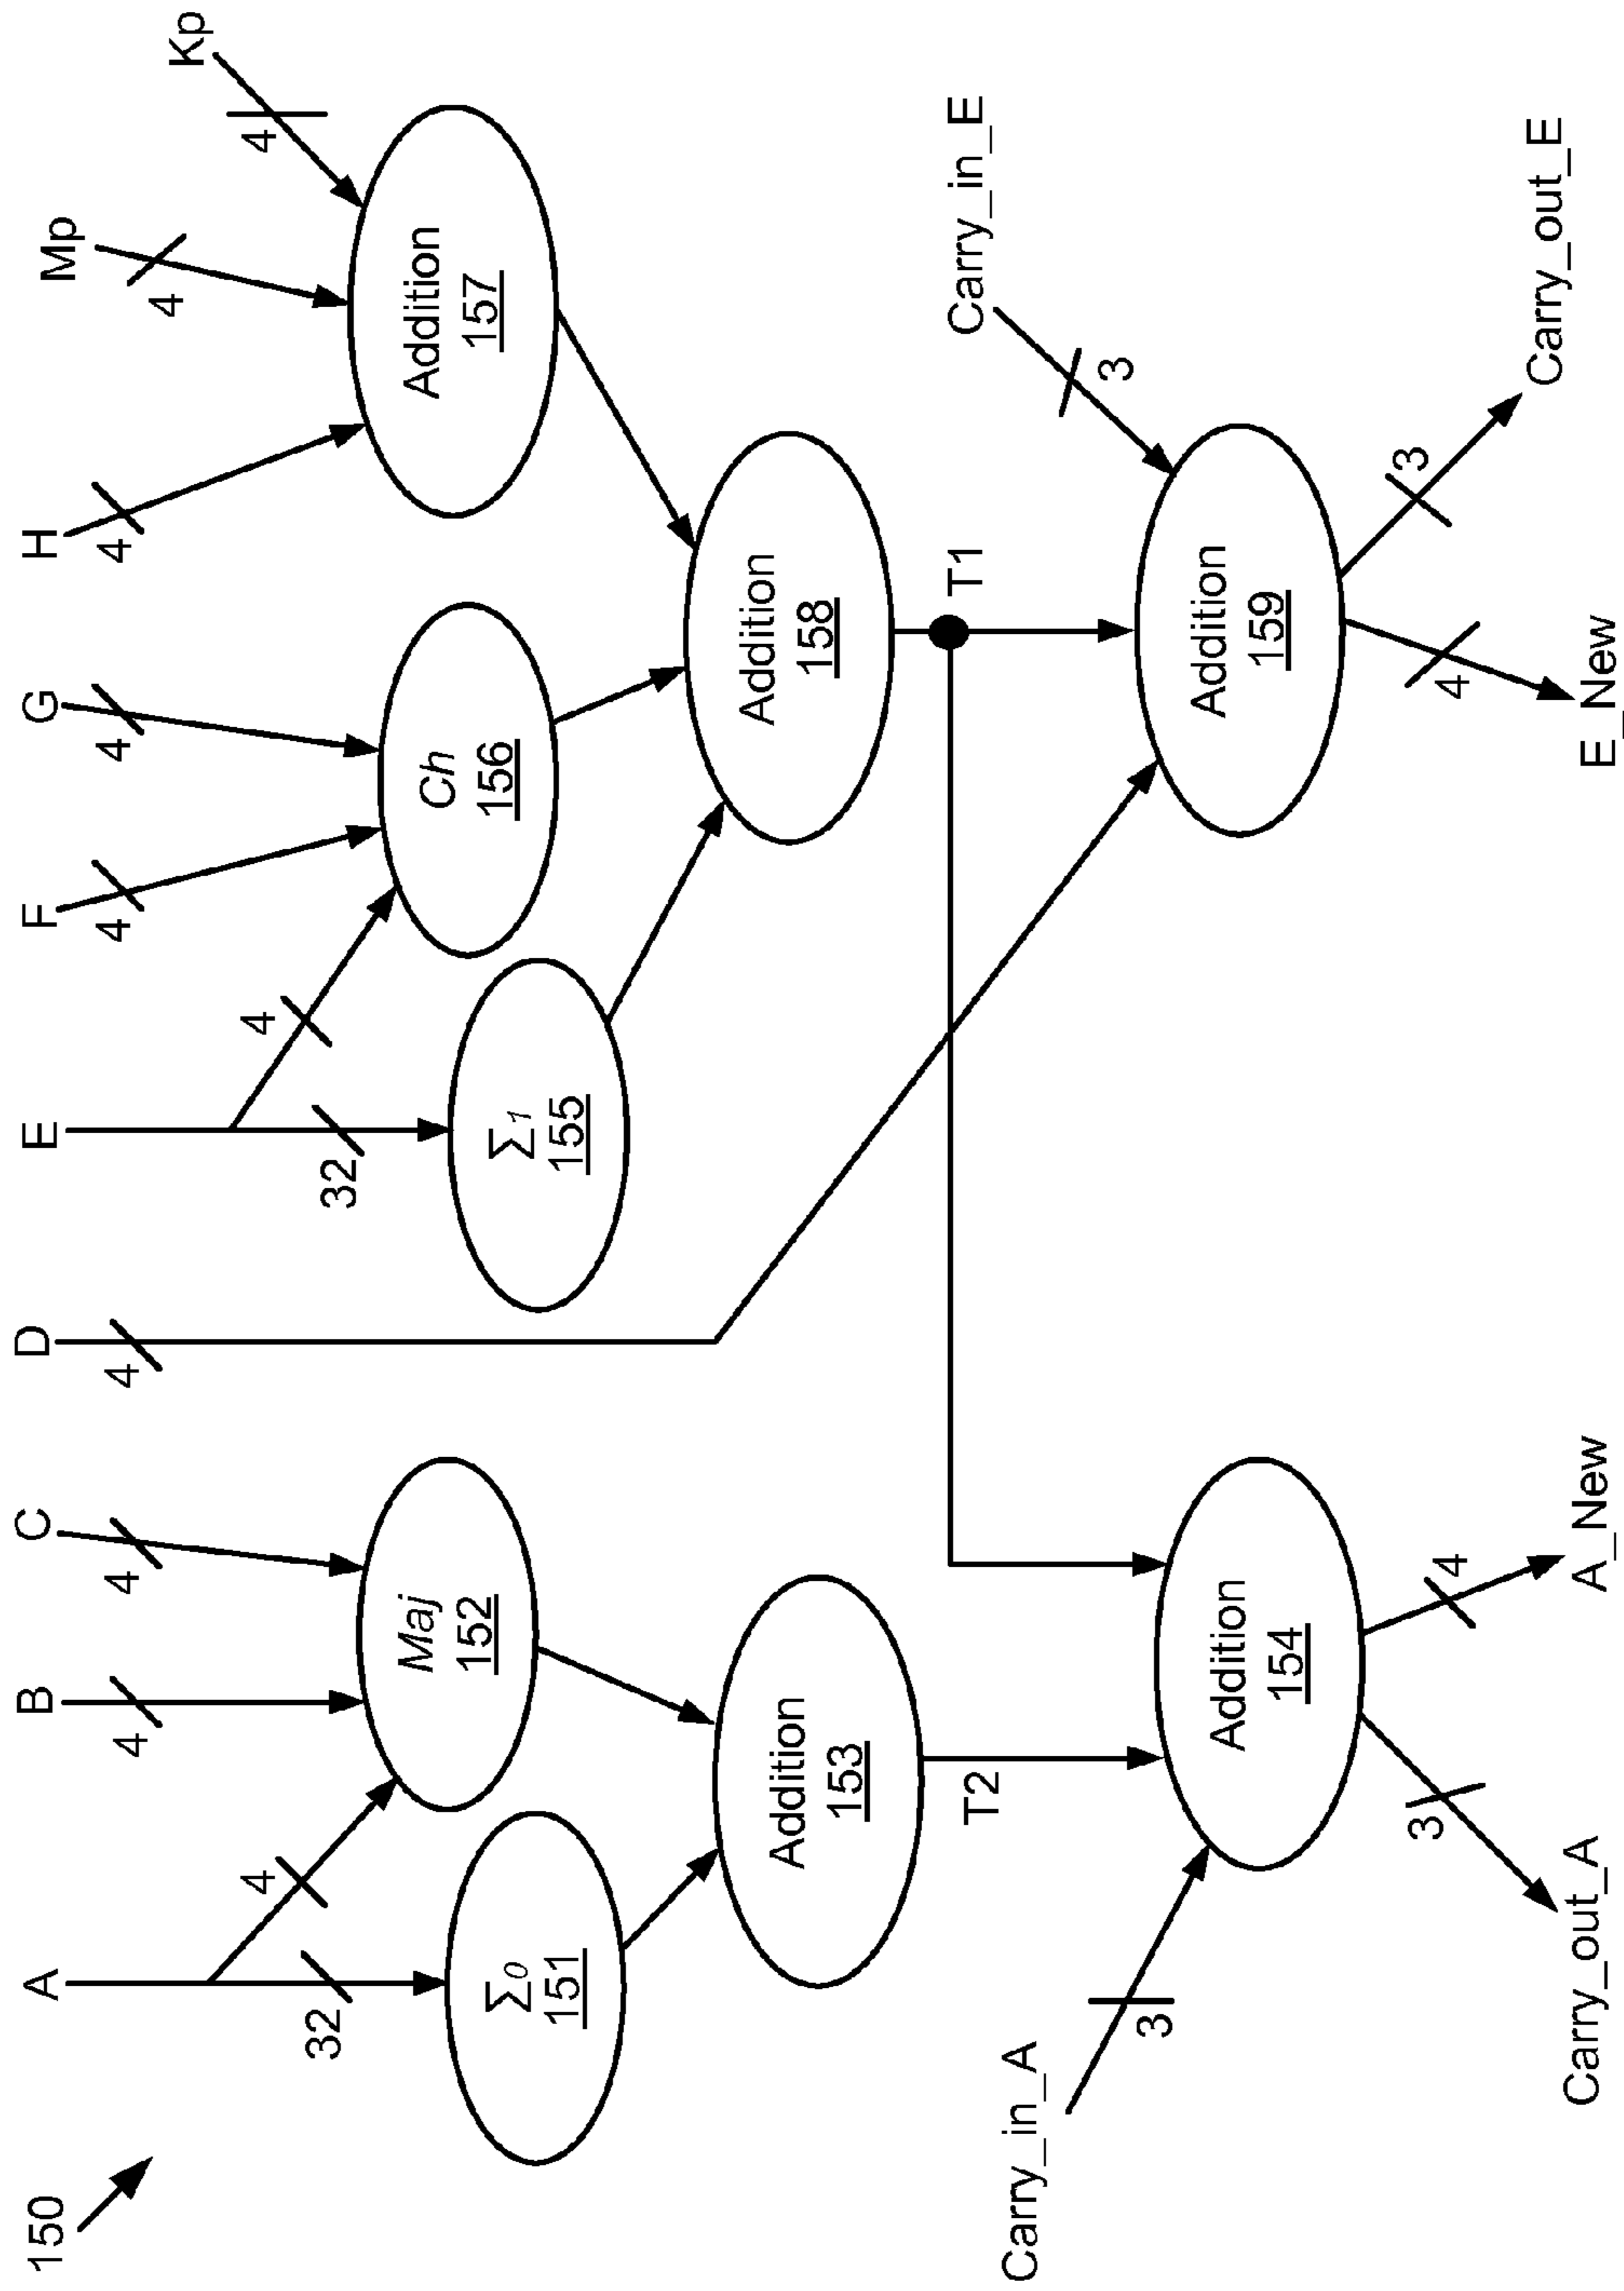 150
A
B
C
D
E
F
G
H
Mp
Kp
4
4
4
4
4
4
4
4
4
32
4
32
4
Σ0
151
Maj
152
Σ1
155
Ch
156
Addition
157
Addition
153
Addition
158
T2
T1
Carry_in_A
3
Carry_in_E
3
Addition
154
Addition
159
3
4
4
3
Carry_out_A
A_New
E_New
Carry_out_E